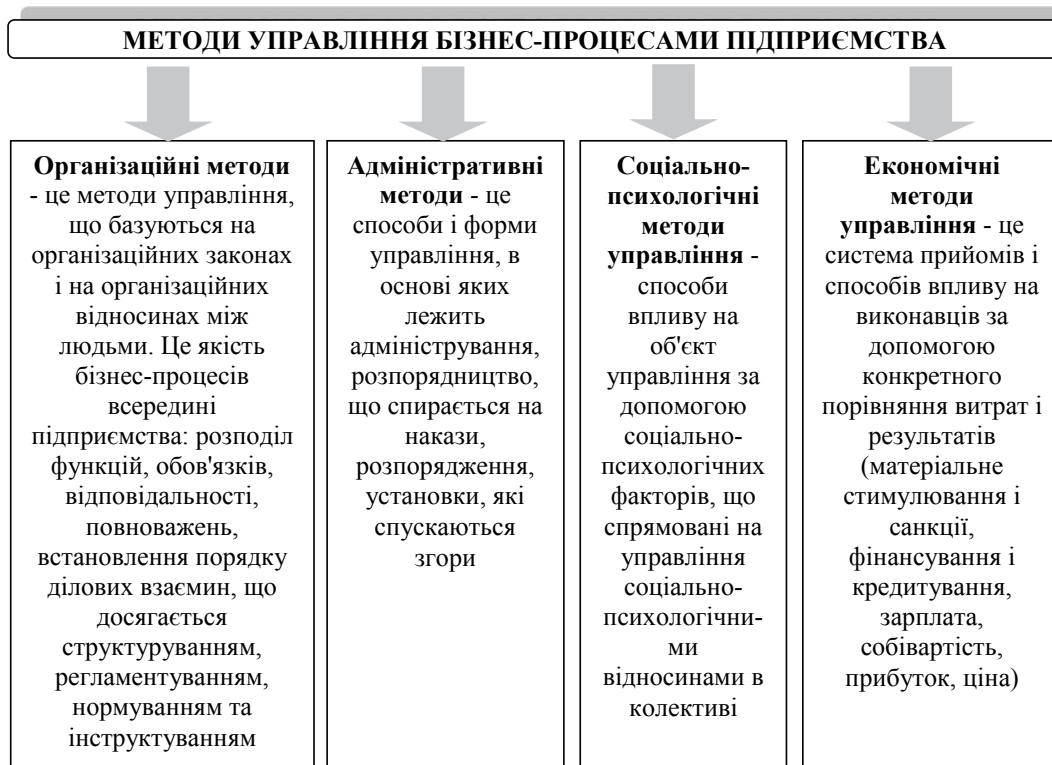 МЕТОДИ УПРАВЛІННЯ БІЗНЕС-ПРОЦЕСАМИ ПІДПРИЄМСТВА
Організаційні методи
- це методи управління,
що базуються на
організаційних законах
і на організаційних
відносинах між
людьми. Це якість
бізнес-процесів
всередині
підприємства: розподіл
функцій, обов'язків,
відповідальності,
повноважень,
встановлення порядку
ділових взаємин, що
досягається
структуруванням,
регламентуванням,
нормуванням та
інструктуванням
Адміністративні
методи - це
способи і форми
управління, в
основі яких
лежить
адміністрування,
розпорядництво,
що спирається на
накази,
розпорядження,
установки, які
спускаються
згори
Соціально-
психологічні
методи
управління -
способи
впливу на
об'єкт
управління за
допомогою
соціально-
психологічних
факторів, що
спрямовані на
управління
соціально-
психологічни-
ми
відносинами в
колективі
Економічні
методи
управління - це
система прийомів і
способів впливу на
виконавців за
допомогою
конкретного
порівняння витрат і
результатів
(матеріальне
стимулювання і
санкції,
фінансування і
кредитування,
зарплата,
собівартість,
прибуток, ціна)